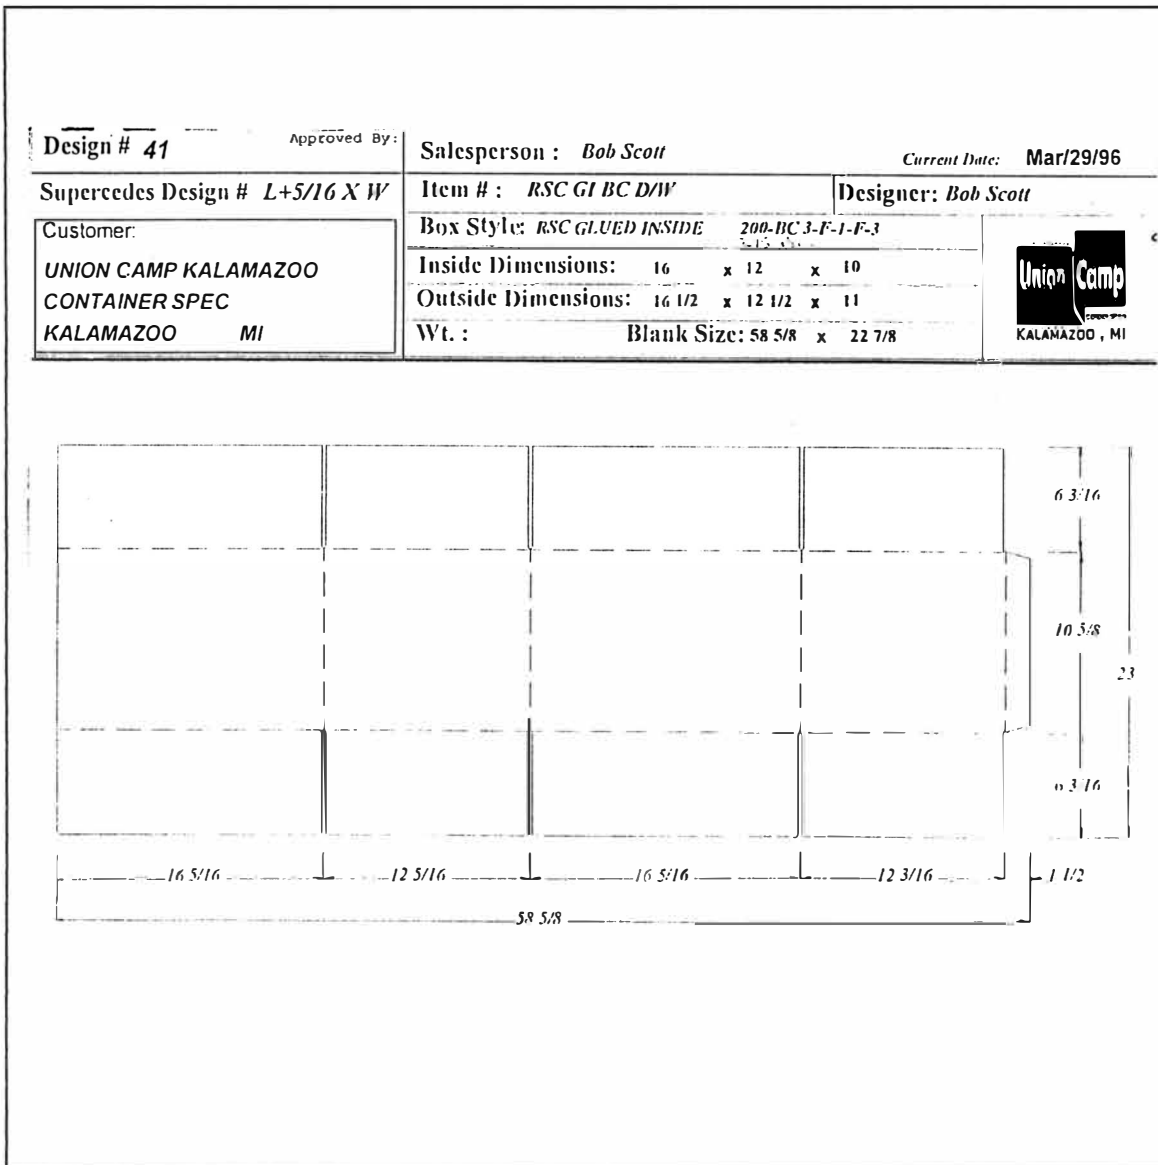 Design # 41 Approved By:
Supercedes Design # L+5/16 X W
Customer:
UNION CAMP KALAMAZOO
CONTAINER SPEC
KALAMAZOO MI
Salesperson : Bob Scott Current Date: Mar/29/96
Item # : RSC GI BC D/W Designer: Bob Scott
Box Style: RSC GLUED INSIDE 200-BC 3-F-1-F-3
Inside Dimensions: 16 x 12 x 10
Outside Dimensions: 16 1/2 x 12 1/2 x 11
Wt. : Blank Size: 58 5/8 x 22 7/8
Union Camp
KALAMAZOO , MI
6 3/16
10 5/8
23
6 3/16
16 5/16 12 5/16 16 5/16 12 3/16 1 1/2
58 5/8